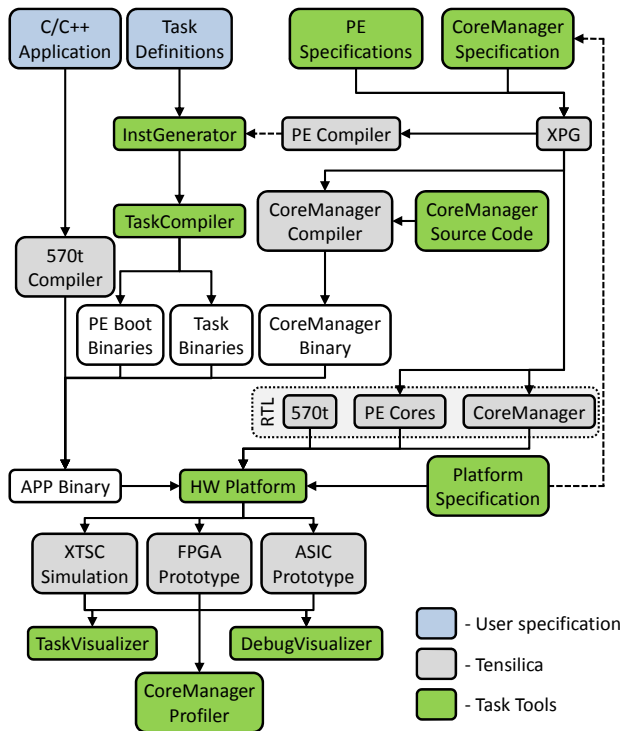 C/C++
Application
Task
Definitions
PE
Specifications
CoreManager
Specification
InstGenerator
PE Compiler
XPG
TaskCompiler
CoreManager
Compiler
CoreManager
Source Code
570t
Compiler
PE Boot
Binaries
Task
Binaries
CoreManager
Binary
RTL
570t
PE Cores
CoreManager
APP Binary
HW Platform
Platform
Specification
XTSC
Simulation
FPGA
Prototype
ASIC
Prototype
TaskVisualizer
DebugVisualizer
CoreManager
Profiler
- User specification
- Tensilica
- Task Tools